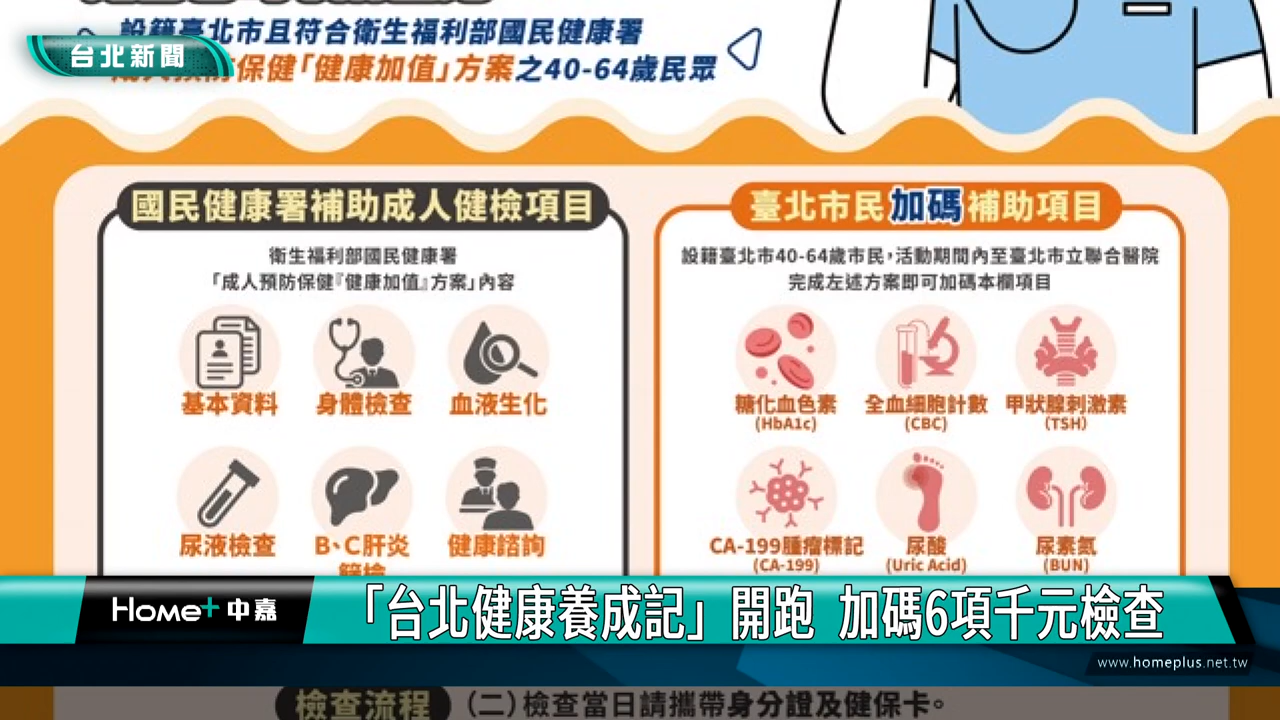 設籍臺北市且符合衛生福利部國民健康署
台北新聞
成人預防保健「健康加值」方案之40-64歲民眾
國民健康署補助成人健檢項目
衛生福利部國民健康署
「成人預防保健『健康加值』方案」內容
基本資料
身體檢查
血液生化
尿液檢查
B、C肝炎
篩檢
健康諮詢
臺北市民加碼補助項目
設籍臺北市40-64歲市民，活動期間內至臺北市立聯合醫院
完成左述方案即可加碼本欄項目
糖化血色素
(HbA1c)
全血細胞計數
(CBC)
甲狀腺刺激素
(TSH)
CA-199腫瘤標記
(CA-199)
尿酸
(Uric Acid)
尿素氮
(BUN)
Home+中嘉
「台北健康養成記」開跑 加碼6項千元檢查
www.homeplus.net.tw
檢查流程
(二)檢查當日請攜帶身分證及健保卡。